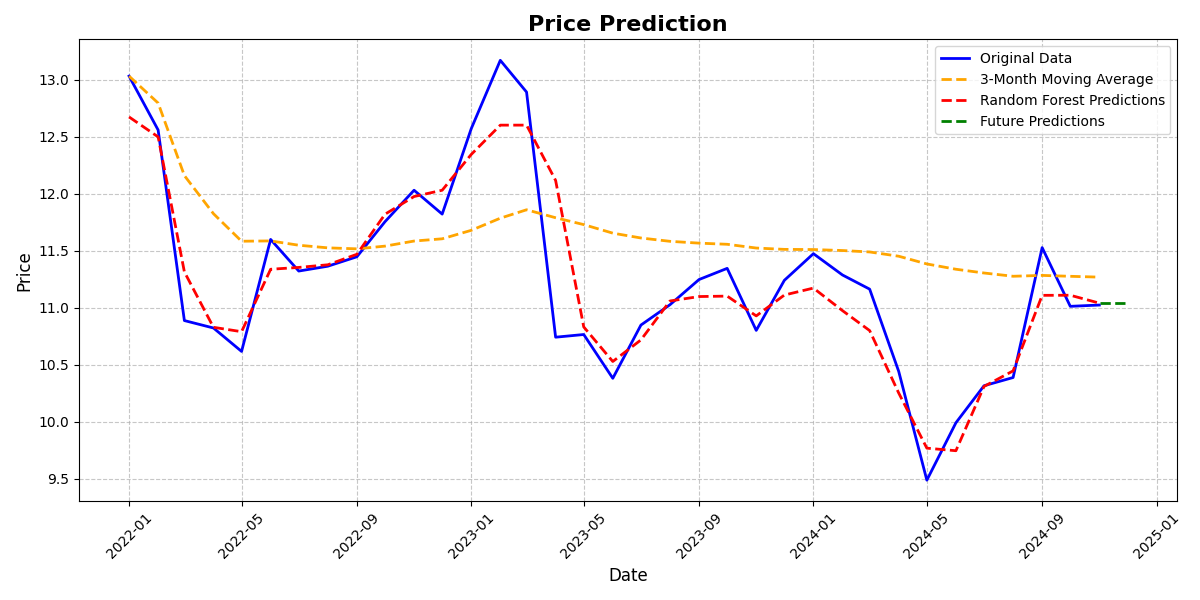 Price Prediction
Original Data
3-Month Moving Average
Random Forest Predictions
Future Predictions
Price
13.0
12.5
12.0
11.5
11.0
10.5
10.0
9.5
2022-01
2022-05
2022-09
2023-01
2023-05
2023-09
2024-01
2024-05
2024-09
2025-01
Date